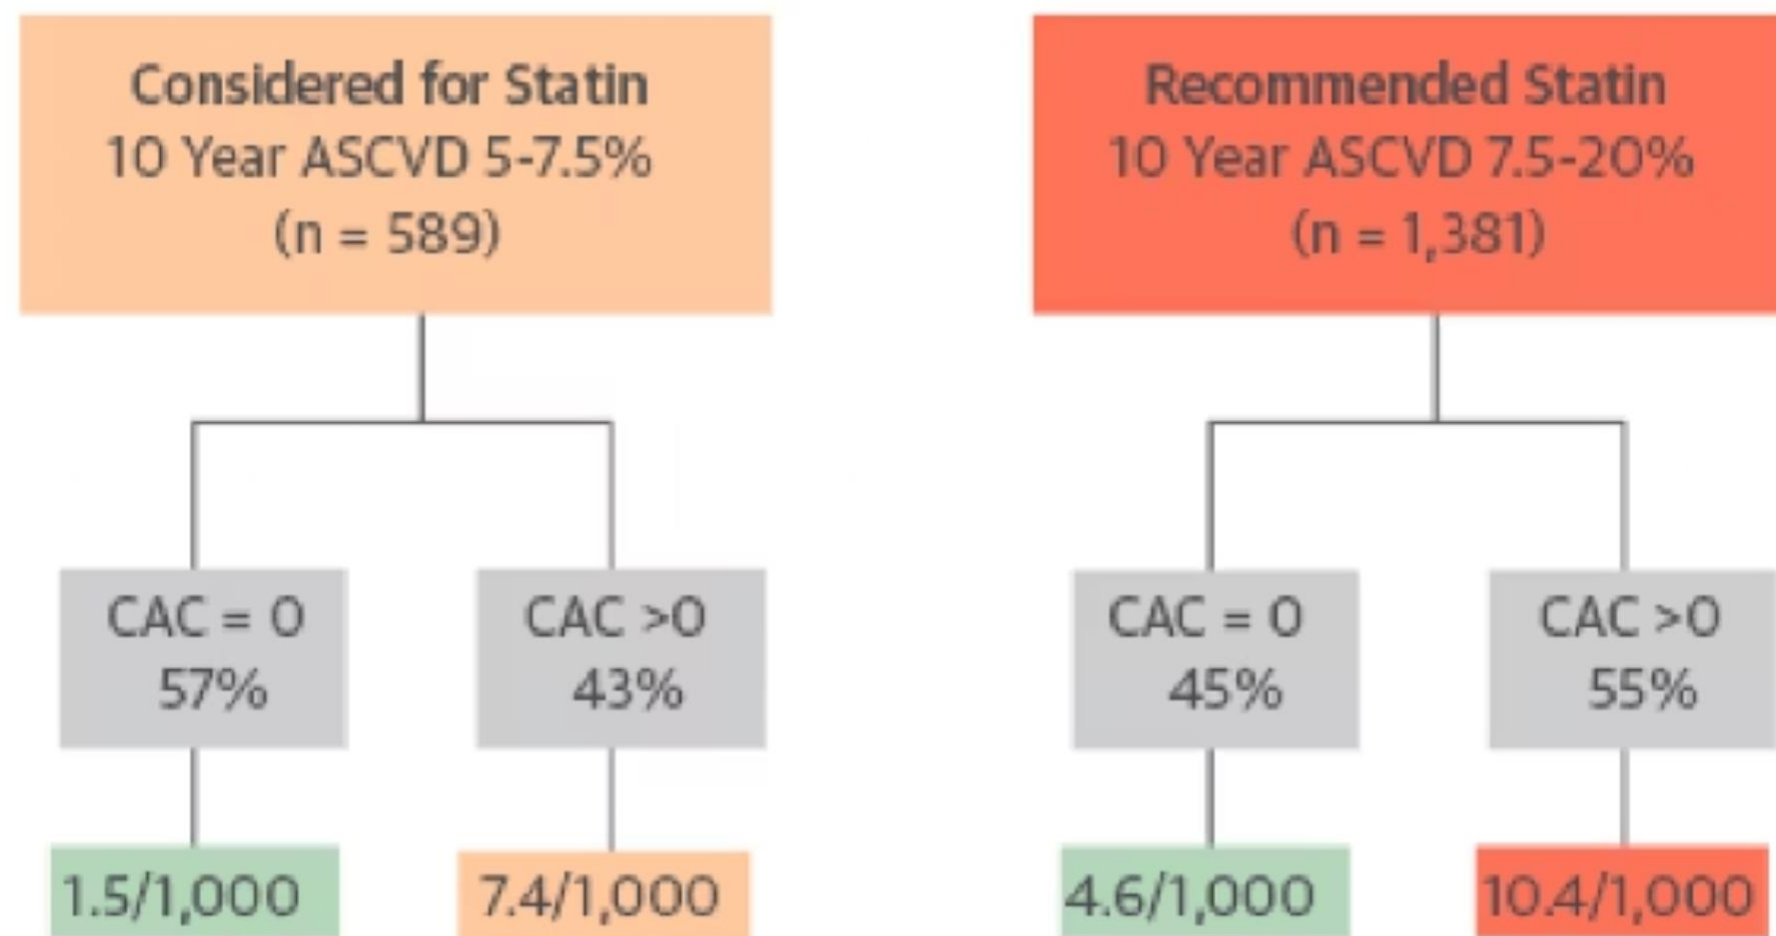 Considered for Statin
10 Year ASCVD 5-7.5%
(n = 589)
Recommended Statin
10 Year ASCVD 7.5-20%
(n = 1,381)
CAC = 0
57%
CAC >0
43%
CAC = 0
45%
CAC >0
55%
1.5/1,000
7.4/1,000
4.6/1,000
10.4/1,000